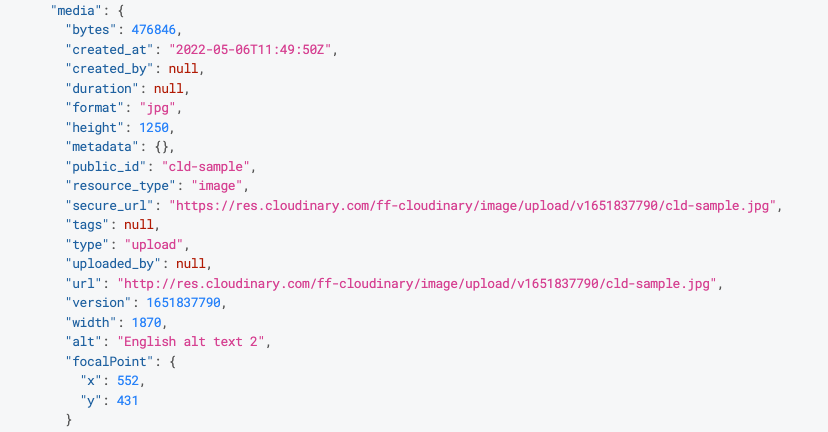 "media": {
"bytes": 476846,
"created_at": "2022-05-06T11:49:50Z",
"created_by": null,
"duration": null,
"format": "jpg",
"height": 1250,
"metadata": {},
"public_id": "cld-sample",
"resource_type": "image",
"secure_url": "https://res.cloudinary.com/ff-cloudinary/image/upload/v1651837790/cld-sample.jpg",
"tags": null,
"type": "upload",
"uploaded_by": null,
"url": "http://res.cloudinary.com/ff-cloudinary/image/upload/v1651837790/cld-sample.jpg",
"version": 1651837790,
"width": 1870,
"alt": "English alt text 2",
"focalPoint": {
"x": 552,
"y": 431
}